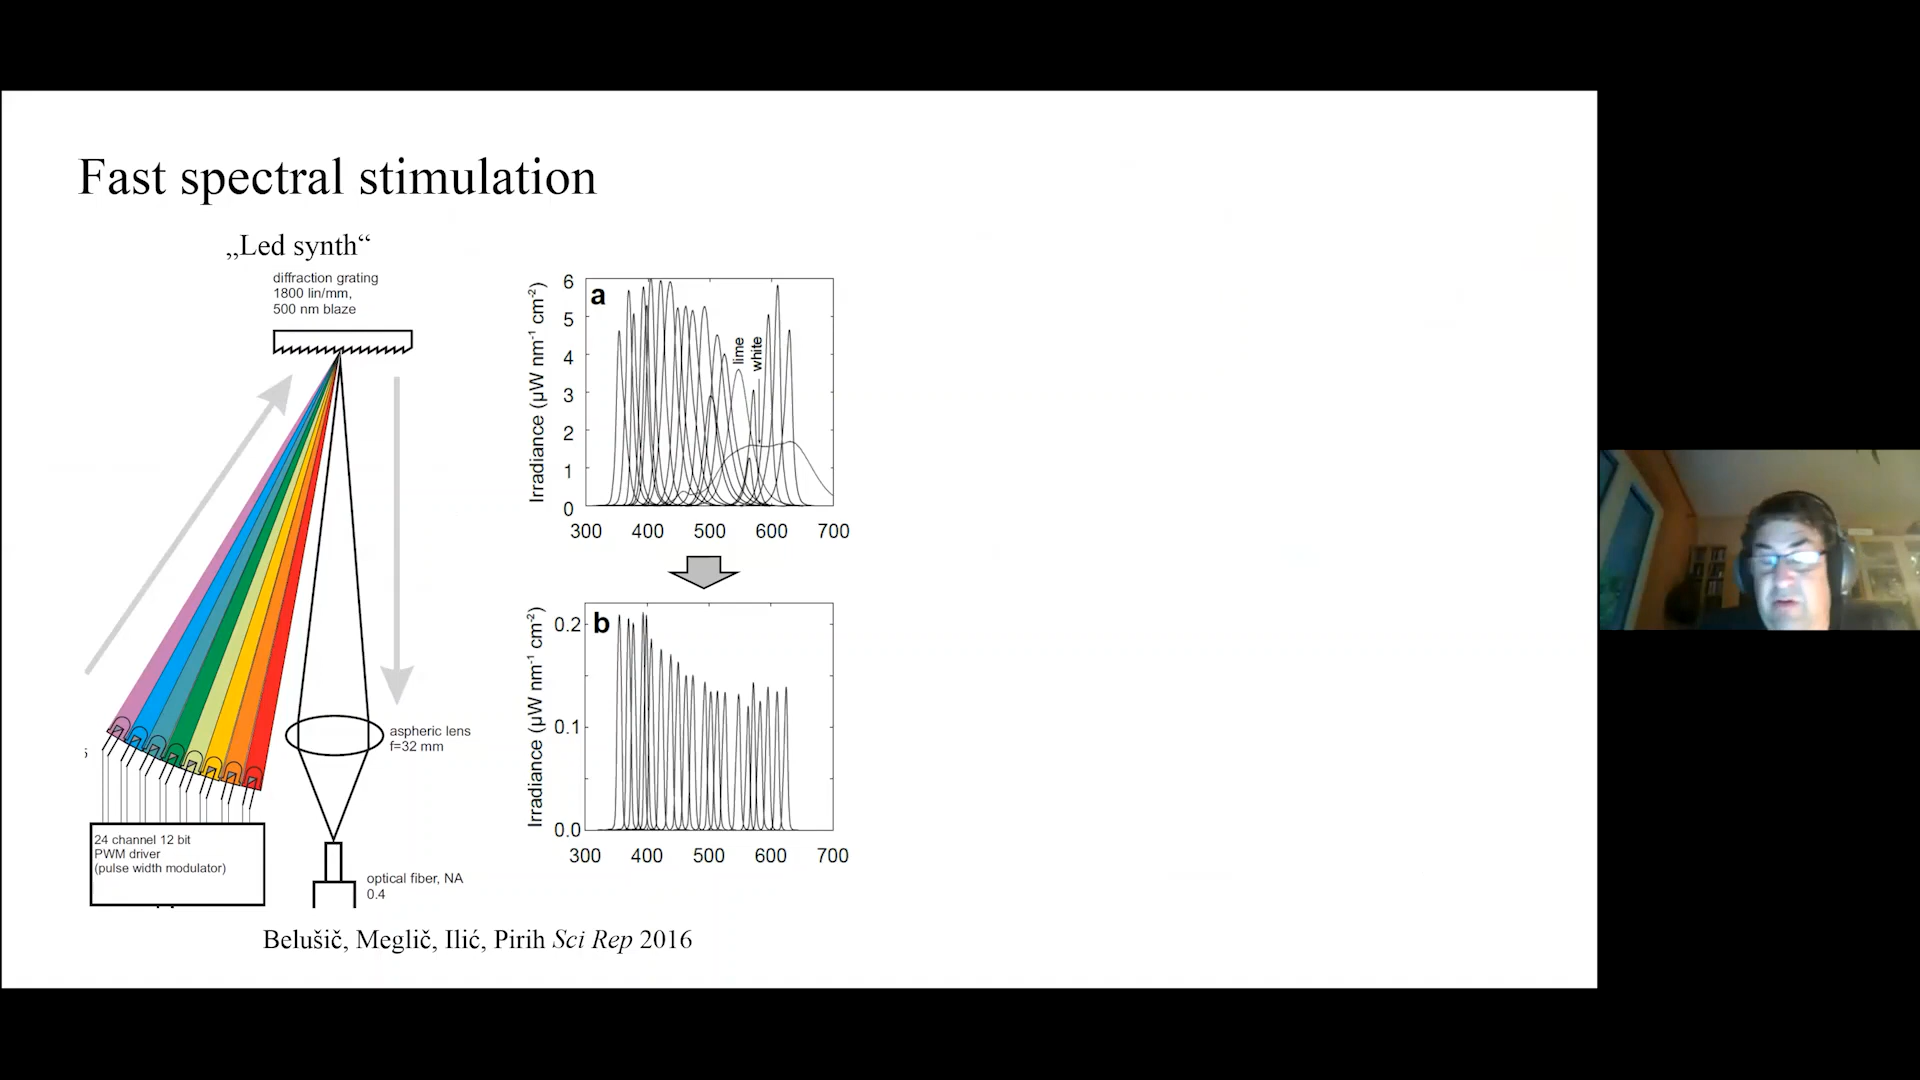 Fast spectral stimulation
„Led synth“
diffraction grating
1800 lin/mm,
500 nm blaze
aspheric lens
f=32 mm
5
24 channel 12 bit
PWM driver
(pulse width modulator)
optical fiber, NA
0.4
a
Irradiance (µW nm-1 cm-2)
6
5
4
3
2
1
0
lime
white
300 400 500 600 700
b
Irradiance (µW nm-1 cm-2)
0.2
0.1
0.0
300 400 500 600 700
Belušič, Meglič, Ilić, Pirih Sci Rep 2016